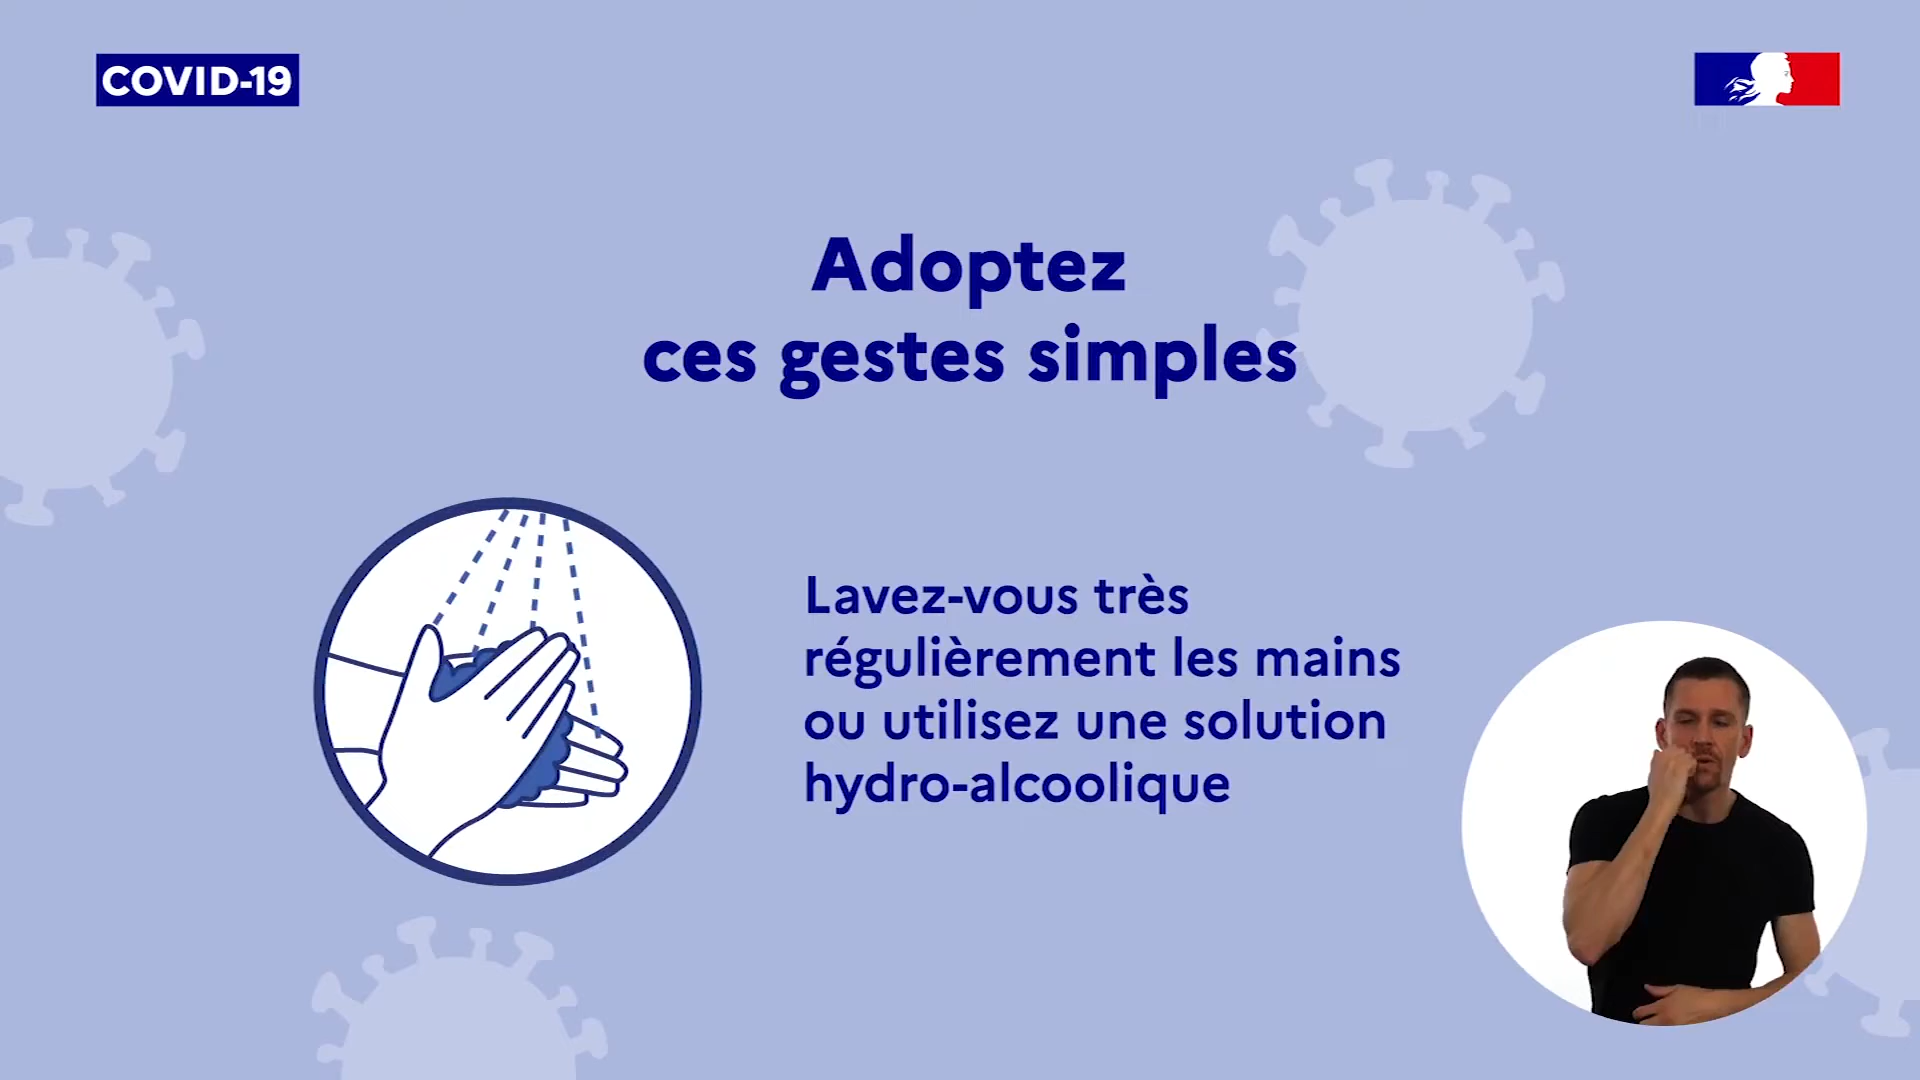 COVID-19
Adoptez
ces gestes simples
Lavez-vous très
régulièrement les mains
ou utilisez une solution
hydro-alcoolique